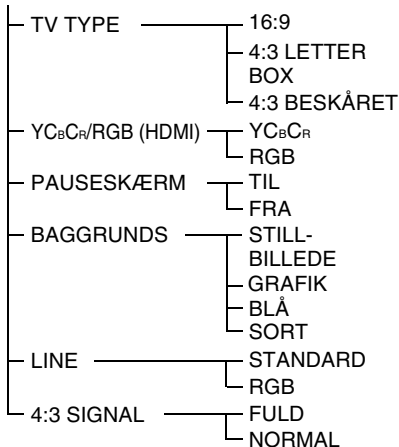 TV TYPE 16:9
4:3 LETTER
BOX
4:3 BESKÅRET
YCBCR/RGB (HDMI) YCBCR
RGB
PAUSESKÆRM TIL
FRA
BAGGRUNDS STILL-
BILLEDE
GRAFIK
BLÅ
SORT
LINE STANDARD
RGB
4:3 SIGNAL FULD
NORMAL